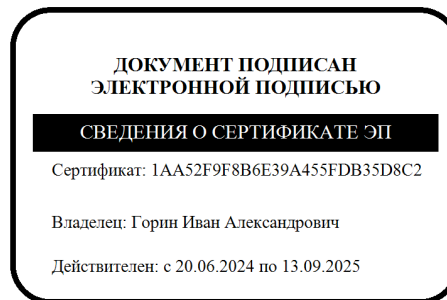 ДОКУМЕНТ ПОДПИСАН
ЭЛЕКТРОННОЙ ПОДПИСЬЮ
СВЕДЕНИЯ О СЕРТИФИКАТЕ ЭП
Сертификат: 1AA52F9F8B6E39A455FDB35D8C2
Владелец: Горин Иван Александрович
Действителен: с 20.06.2024 по 13.09.2025